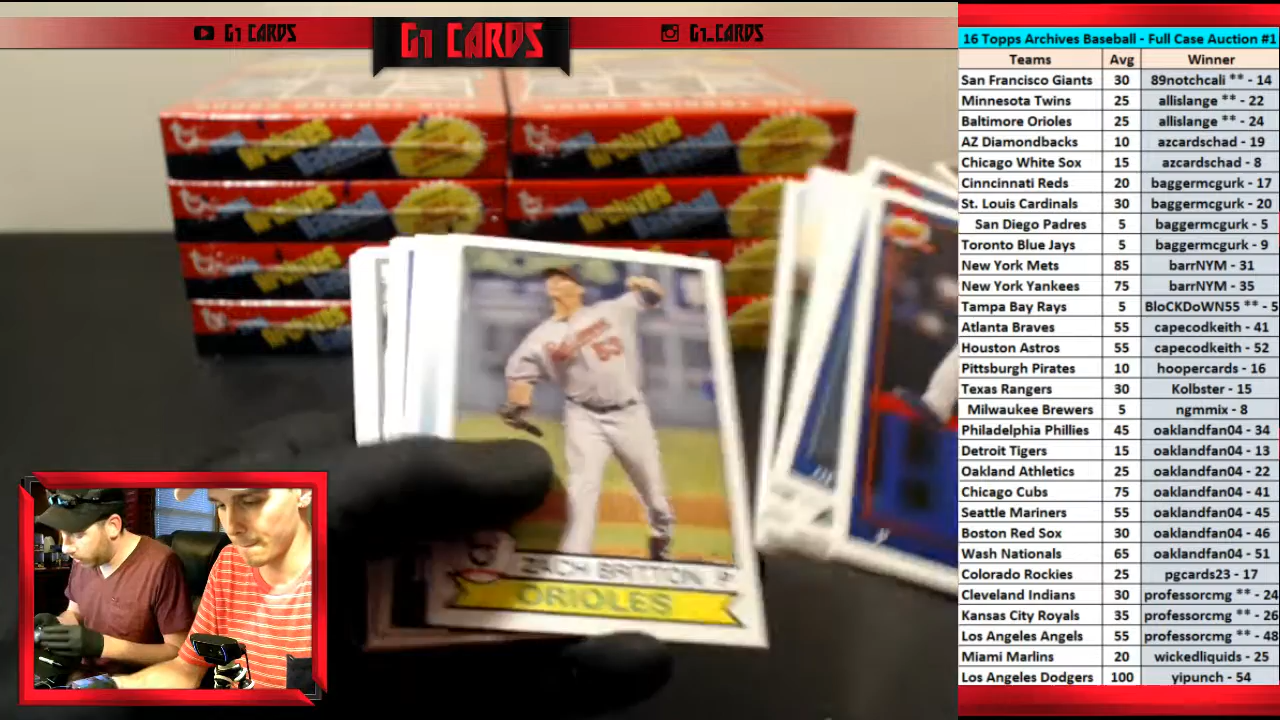 G1 CARDS
G1 CARDS
G1_CARDS
16 Topps Archives Baseball - Full Case Auction #1
Teams Avg Winner
San Francisco Giants 30 89notchcali ** - 14
Minnesota Twins 25 allislange ** - 22
Baltimore Orioles 25 allislange ** - 24
AZ Diamondbacks 10 azcardschad - 19
Chicago White Sox 15 azcardschad - 8
Cinncinnati Reds 20 baggermcgurk - 17
St. Louis Cardinals 30 baggermcgurk - 20
San Diego Padres 5 baggermcgurk - 5
Toronto Blue Jays 5 baggermcgurk - 9
New York Mets 85 barrNYM - 31
New York Yankees 75 barrNYM - 35
Tampa Bay Rays 5 BloCKDoWN55 ** - 5
Atlanta Braves 55 capecodkeith - 41
Houston Astros 55 capecodkeith - 52
Pittsburgh Pirates 10 hoopercards - 16
Texas Rangers 30 Kolbster - 15
Milwaukee Brewers 5 ngmmix - 8
Philadelphia Phillies 45 oaklandfan04 - 34
Detroit Tigers 15 oaklandfan04 - 13
Oakland Athletics 25 oaklandfan04 - 22
Chicago Cubs 75 oaklandfan04 - 41
Seattle Mariners 55 oaklandfan04 - 45
Boston Red Sox 30 oaklandfan04 - 46
Wash Nationals 65 oaklandfan04 - 51
Colorado Rockies 25 pgcards23 - 17
Cleveland Indians 30 professorcmg ** - 24
Kansas City Royals 35 professorcmg ** - 26
Los Angeles Angels 55 professorcmg ** - 48
Miami Marlins 20 wickedliquids - 25
Los Angeles Dodgers 100 yipunch - 54
Archives Baseball
Archives Baseball
Archives Baseball
Archives Baseball
53
ZACH BRITTON P
ORIOLES